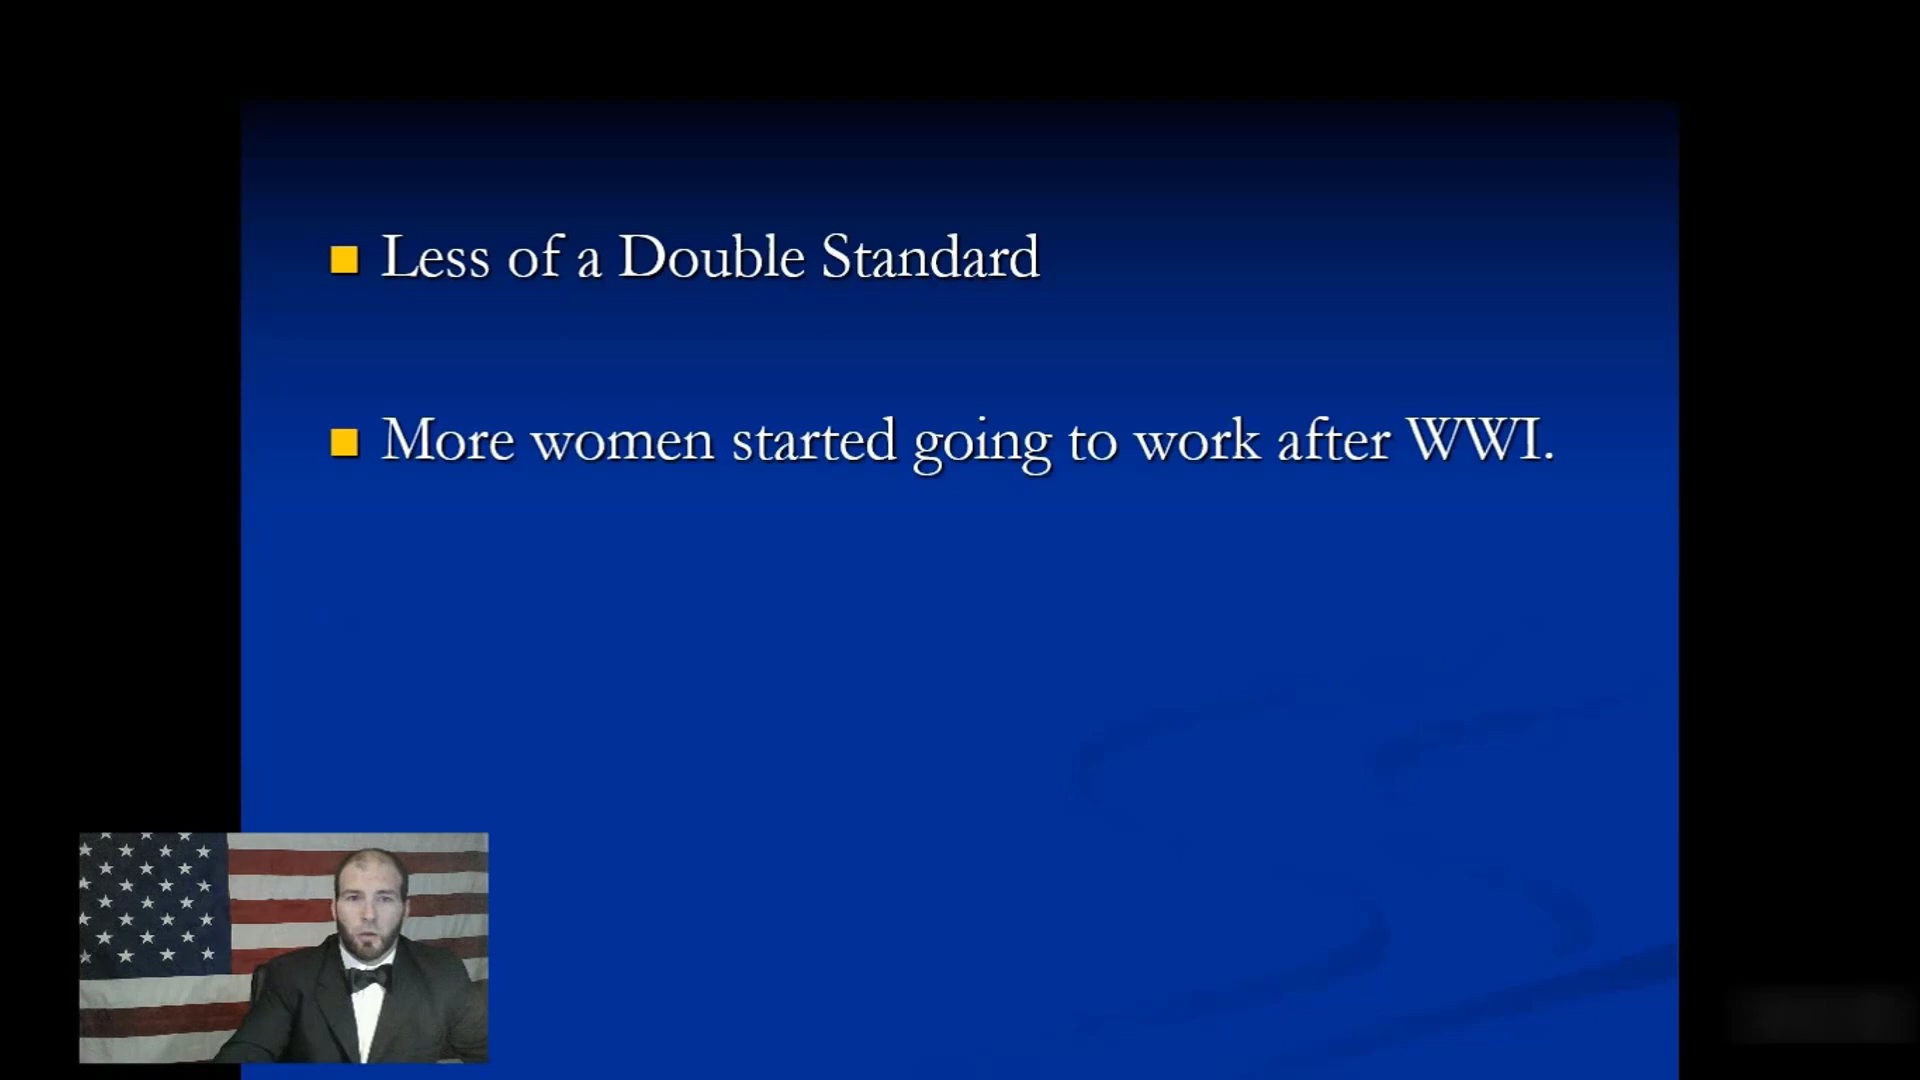 Less of a Double Standard
More women started going to work after WWI.